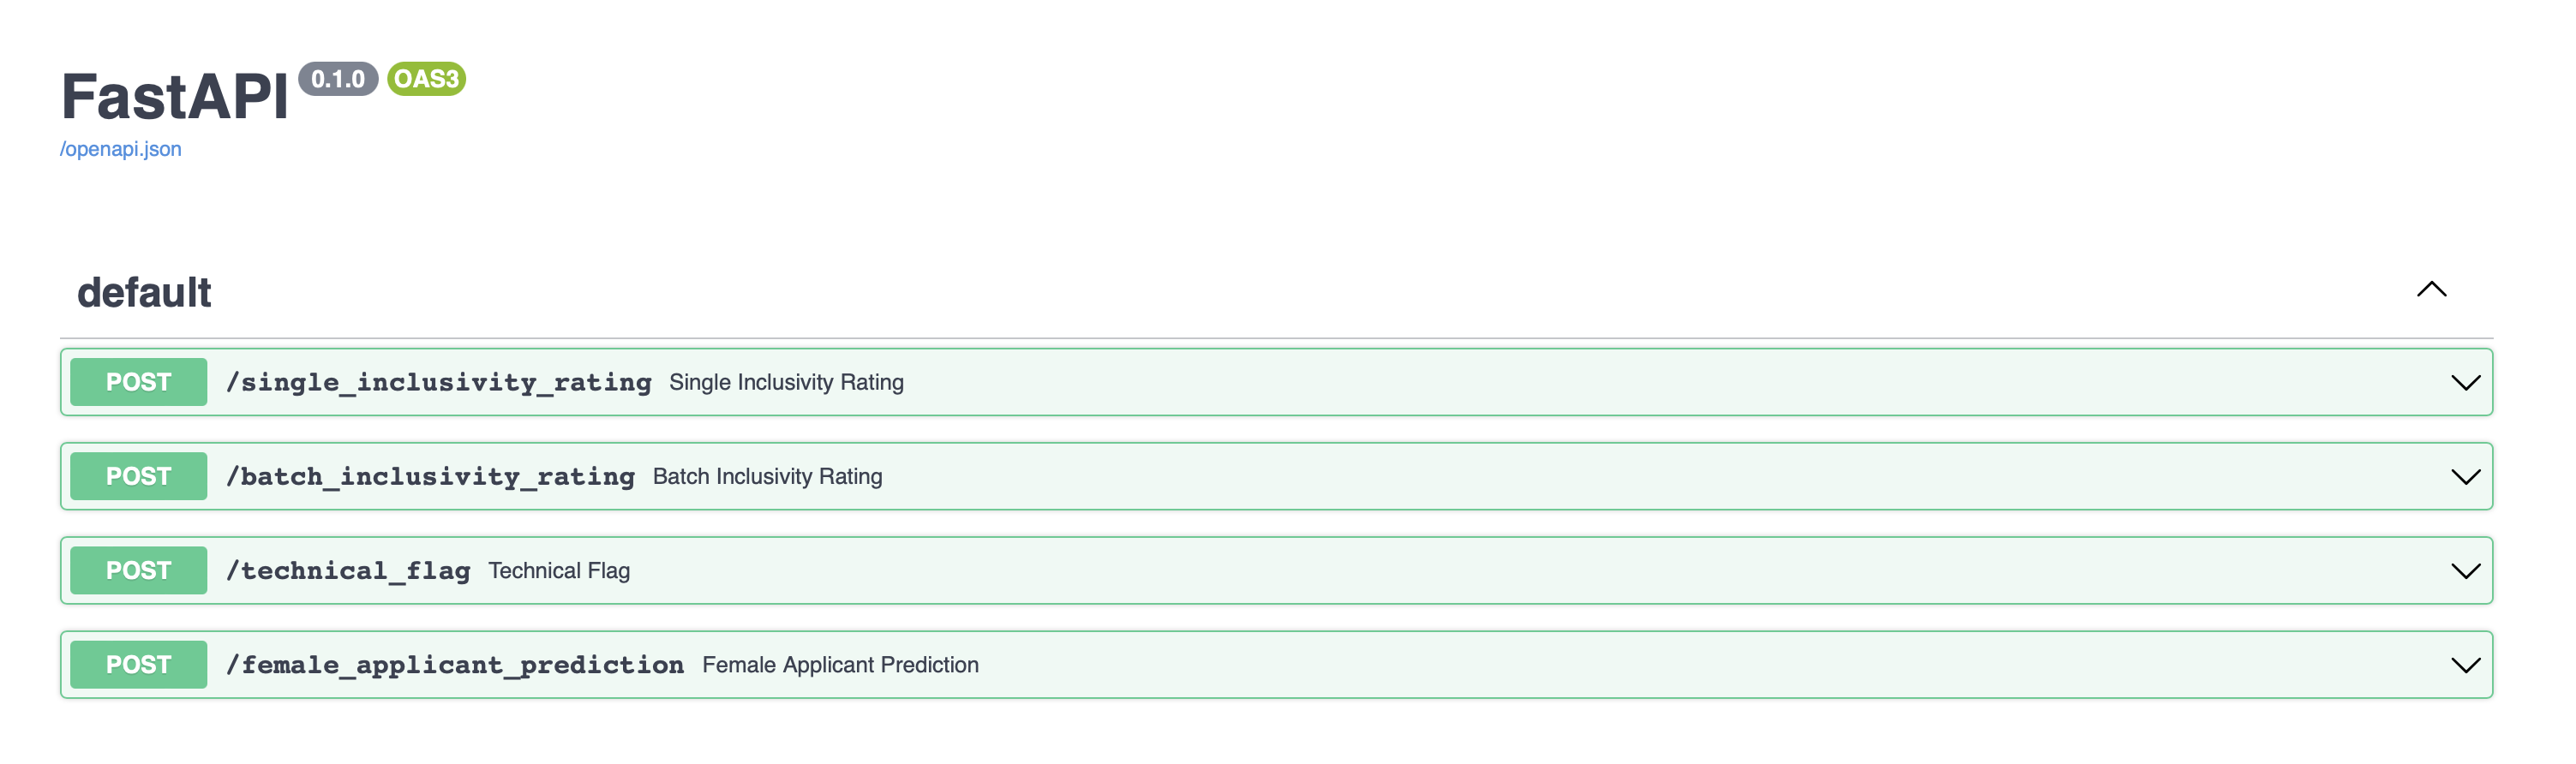 FastAPI 0.1.0 OAS3
/openapi.json
default
POST /single_inclusivity_rating Single Inclusivity Rating
POST /batch_inclusivity_rating Batch Inclusivity Rating
POST /technical_flag Technical Flag
POST /female_applicant_prediction Female Applicant Prediction